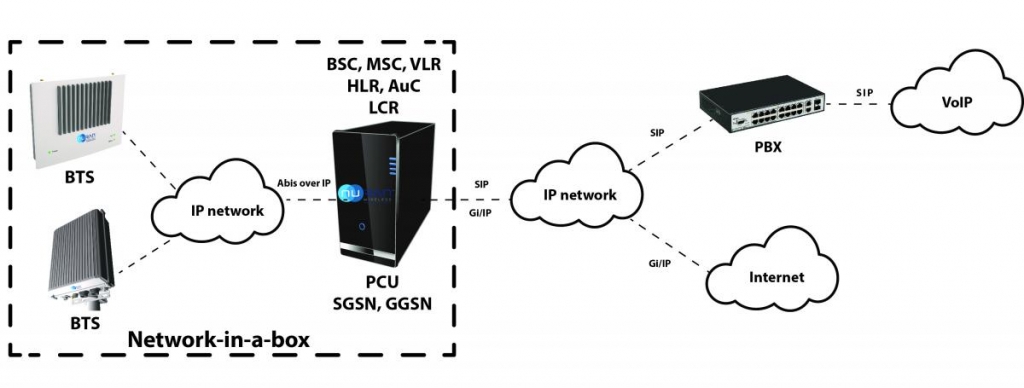 BSC, MSC, VLR
HLR, AuC
LCR
BTS
IP network
Abis over IP
PCU
SGSN, GGSN
BTS
Network-in-a-box
SIP
Gi/IP
IP network
SIP
PBX
SIP
VoIP
Gi/IP
Internet